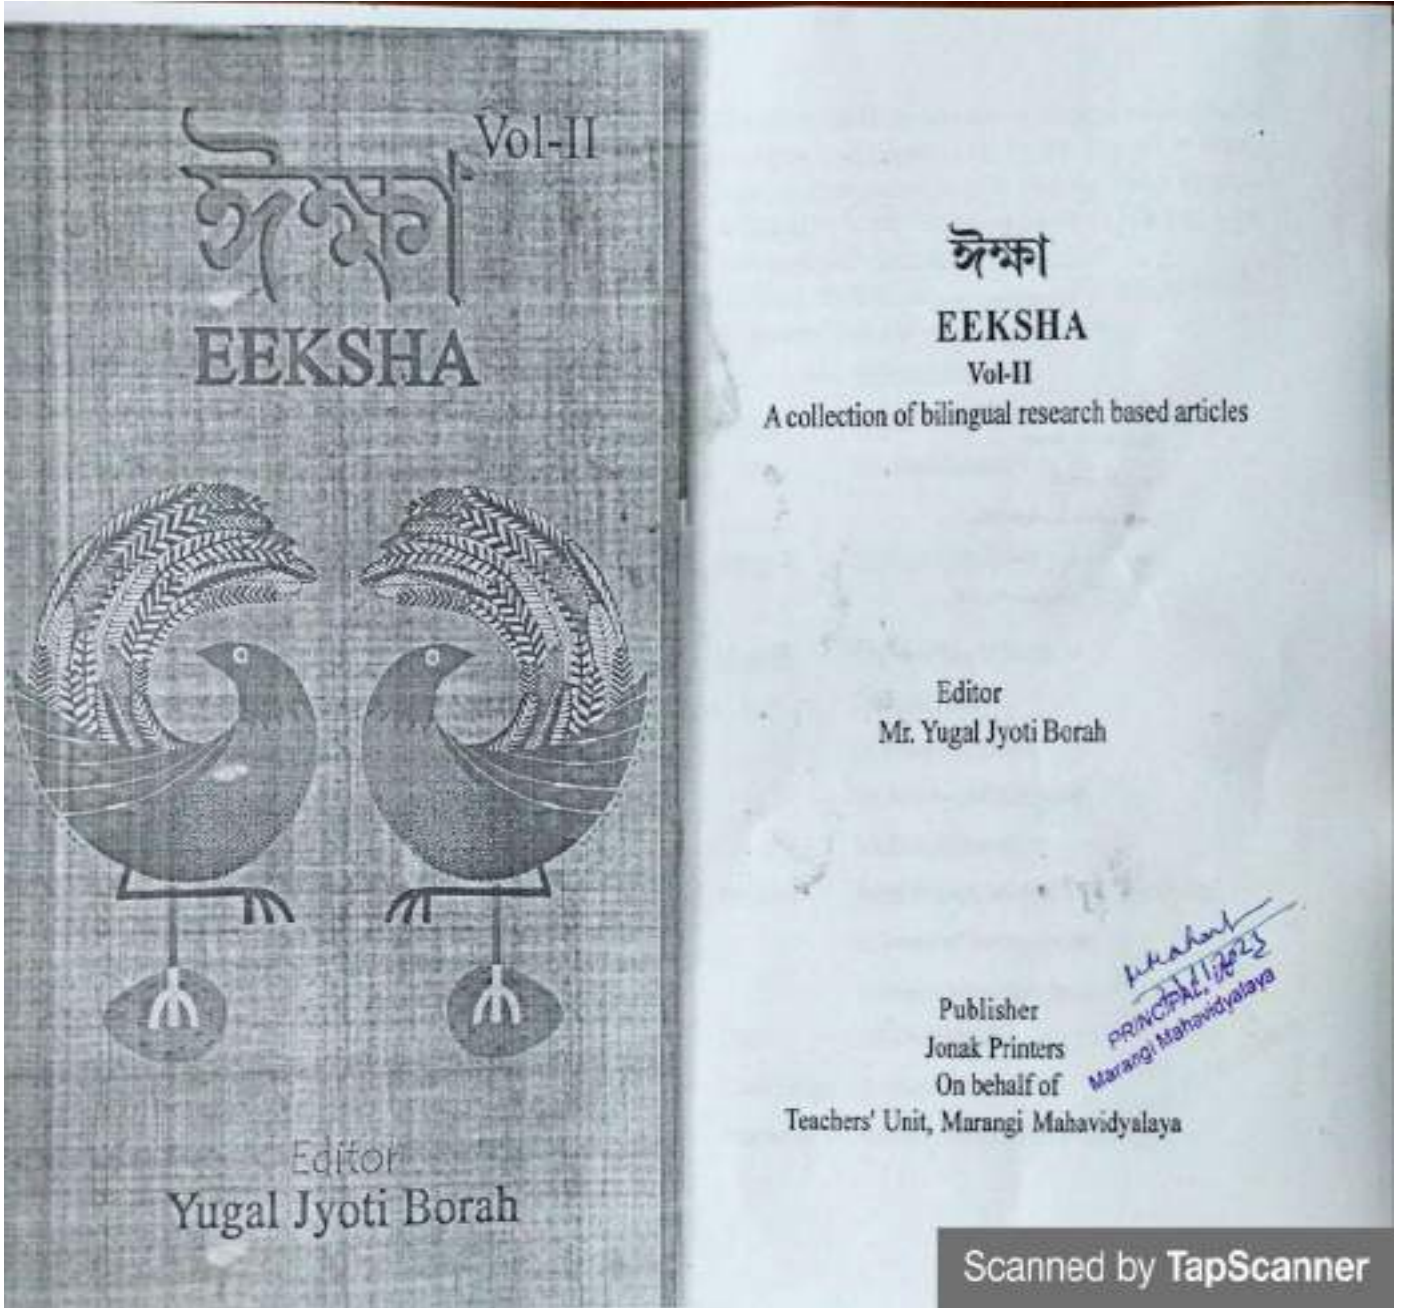 Vol-II
ঈক্ষা
EEKSHA
Editor
Yugal Jyoti Borah
ঈক্ষা
EEKSHA
Vol-II
A collection of bilingual research based articles
Editor
Mr. Yugal Jyoti Borah
Publisher
Jonak Printers
On behalf of
Teachers' Unit, Marangi Mahavidyalaya
PRINCIPAL,
Marangi Mahavidyalaya
Scanned by TapScanner